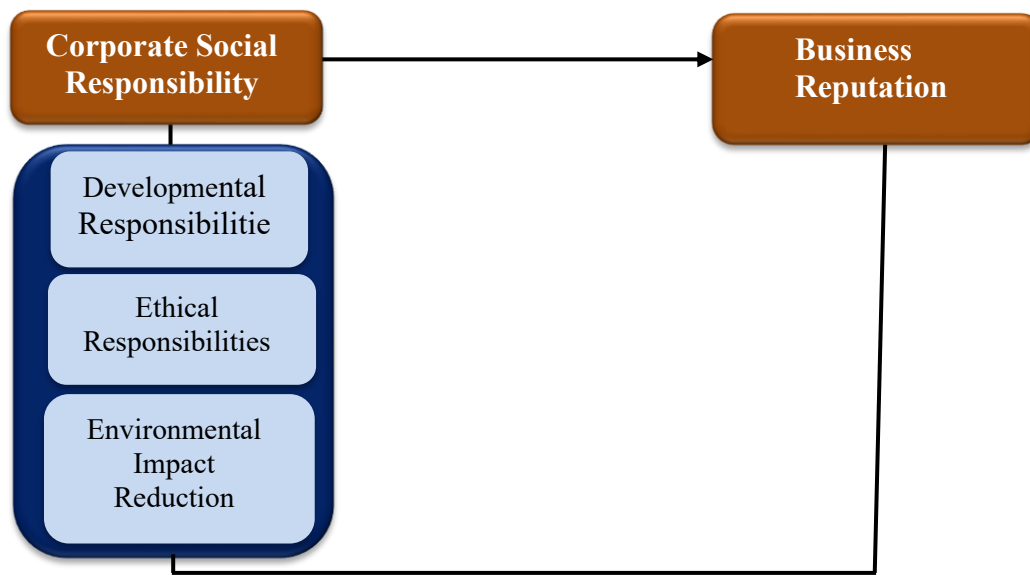 Corporate Social
Responsibility
Business
Reputation
Developmental
Responsibilitie
Ethical
Responsibilities
Environmental
Impact
Reduction